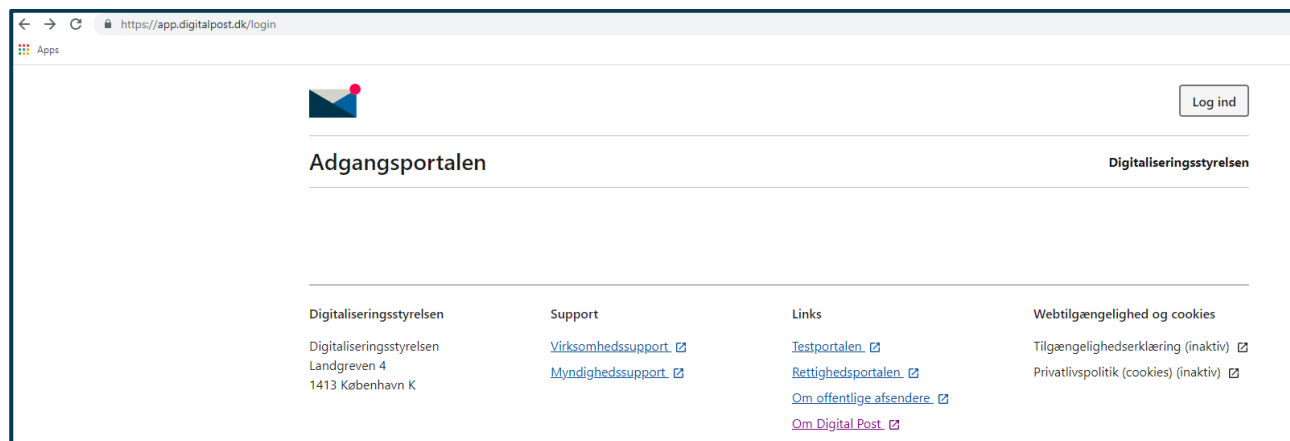 https://app.digitalpost.dk/login
Apps
Log ind
Adgangsportalen
Digitaliseringsstyrelsen
Digitaliseringsstyrelsen
Digitaliseringsstyrelsen
Landgreven 4
1413 København K
Support
Virksomhedssupport
Myndighedssupport
Links
Testportalen
Rettighedsportalen
Om offentlige afsendere
Om Digital Post
Webtilgængelighed og cookies
Tilgængelighedserklæring (inaktiv)
Privatlivspolitik (cookies) (inaktiv)